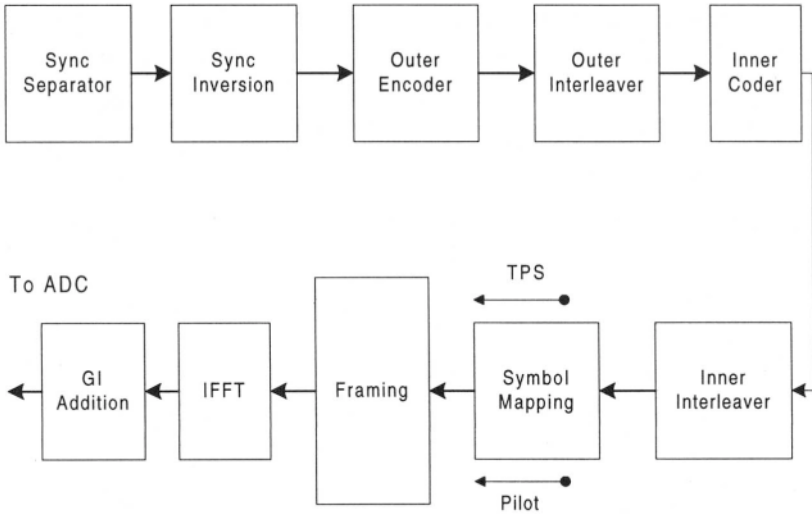 Sync
Separator
Sync
Inversion
Outer
Encoder
Outer
Interleaver
Inner
Coder
To ADC
GI
Addition
IFFT
Framing
TPS
Symbol
Mapping
Pilot
Inner
Interleaver